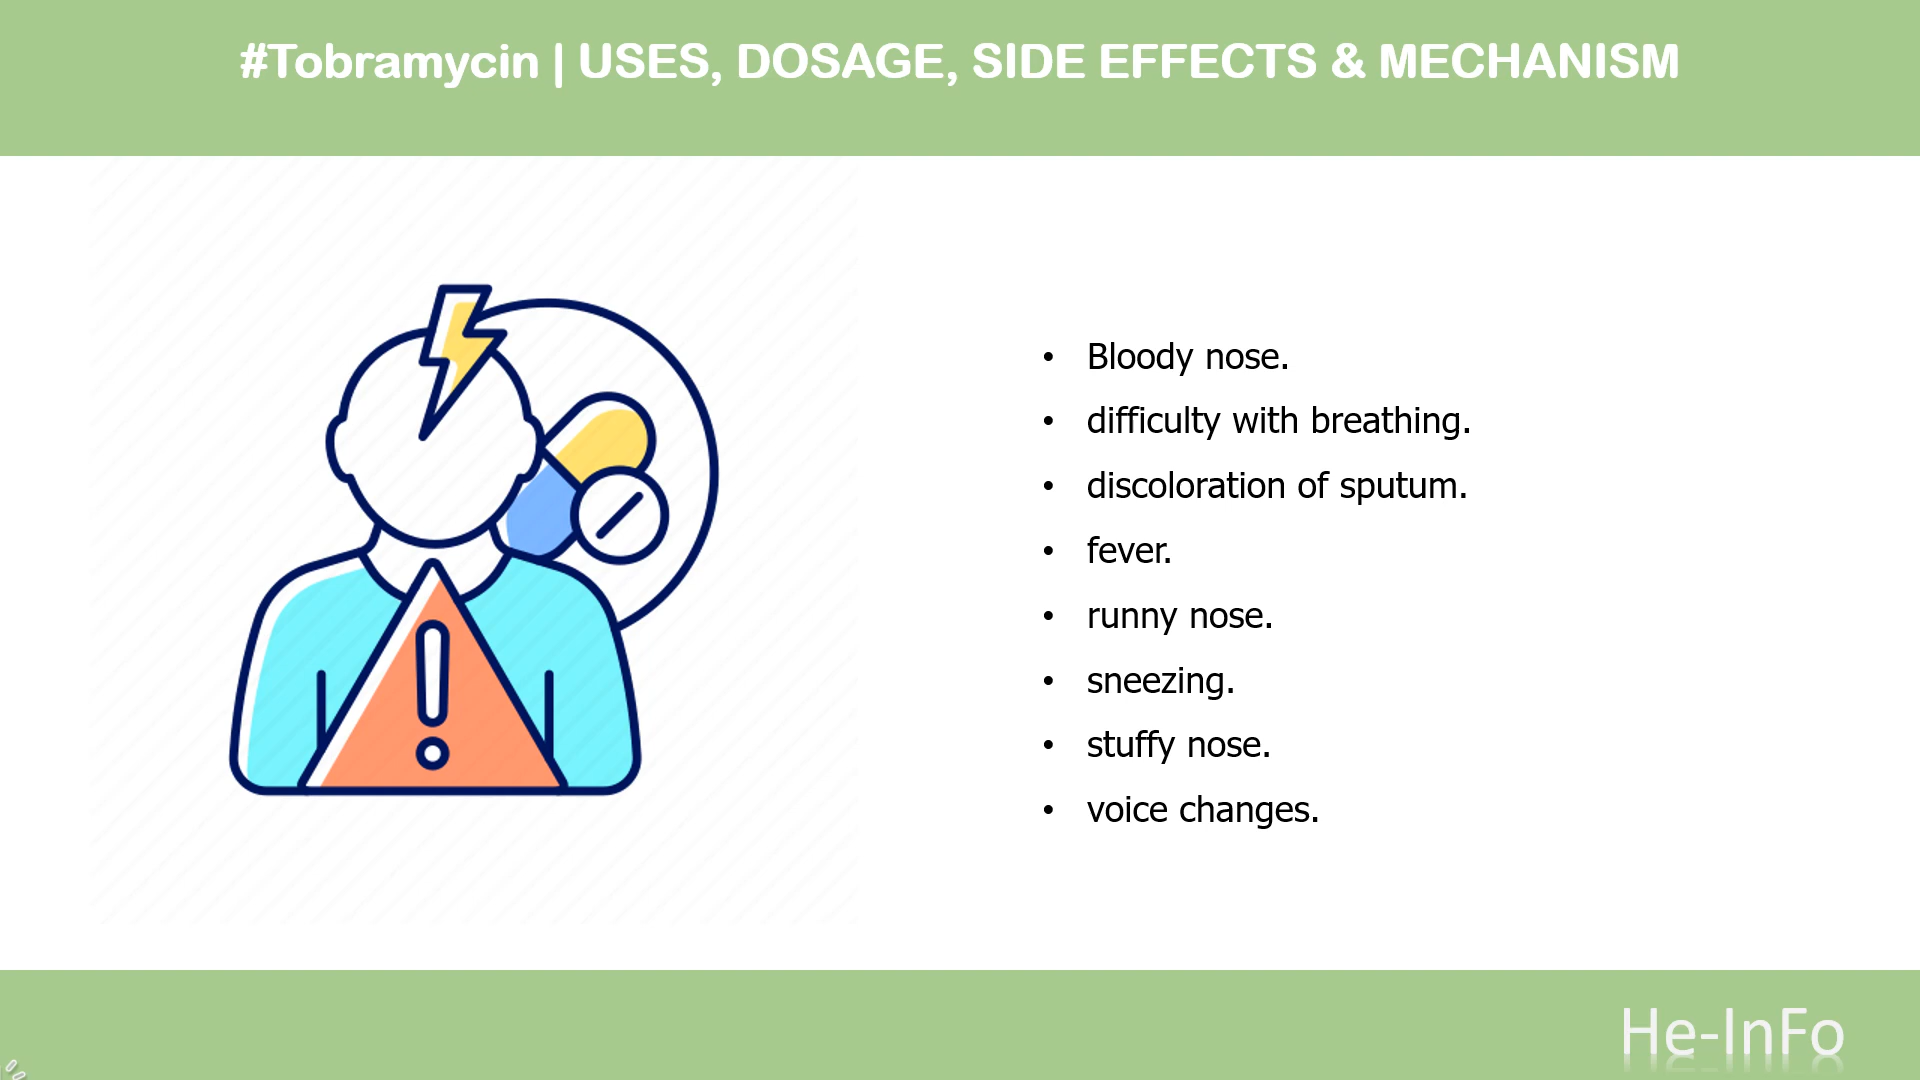 #Tobramycin | USES, DOSAGE, SIDE EFFECTS & MECHANISM
• Bloody nose.
• difficulty with breathing.
• discoloration of sputum.
• fever.
• runny nose.
• sneezing.
• stuffy nose.
• voice changes.
He-InFo